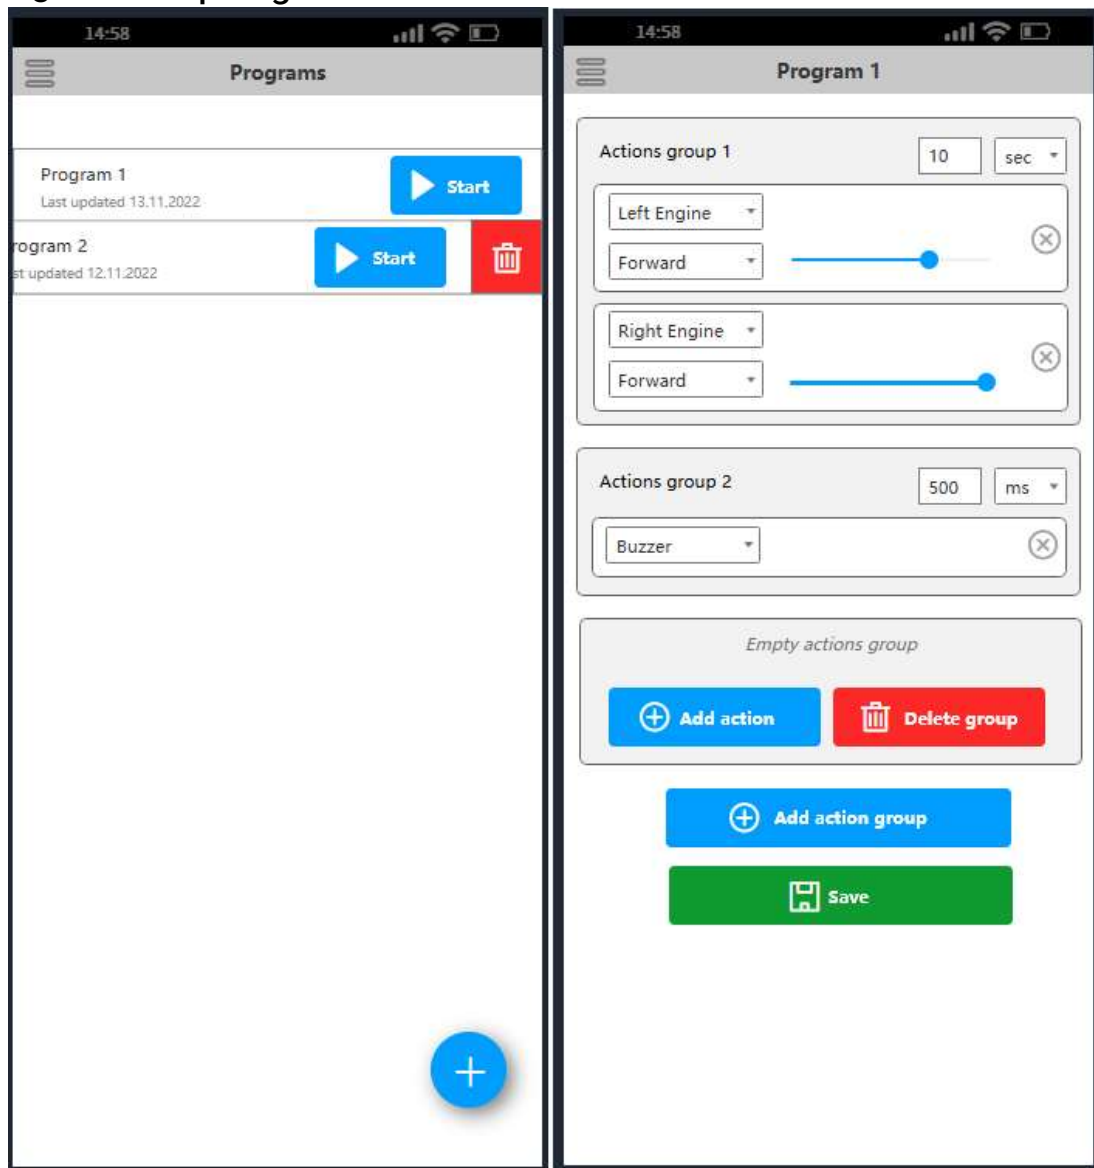 14:58
Programs
Program 1
Last updated 13.11.2022
Start
rogram 2
st updated 12.11.2022
Start
14:58
Program 1
Actions group 1
10
sec
Left Engine
Forward
Right Engine
Forward
Actions group 2
500
ms
Buzzer
Empty actions group
Add action
Delete group
Add action group
Save